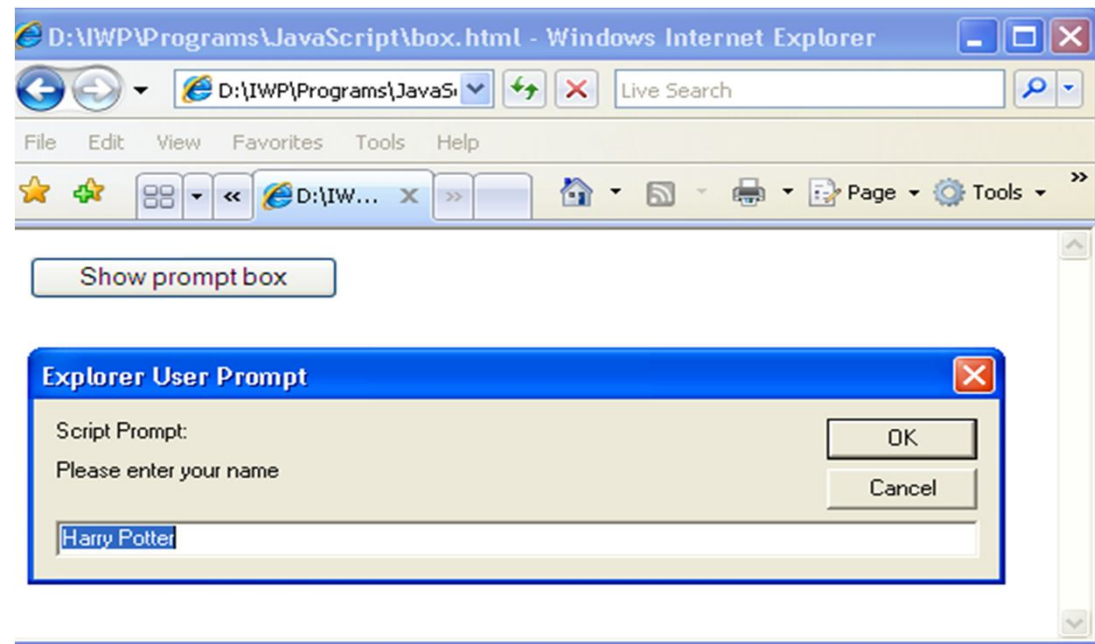 D:\IWP\Programs\JavaScript\box.html - Windows Internet Explorer
D:\IWP\Programs\JavaS
Live Search
File Edit View Favorites Tools Help
D:\IW... X
Page Tools
Show prompt box
Explorer User Prompt
Script Prompt:
OK
Please enter your name
Cancel
Harry Potter